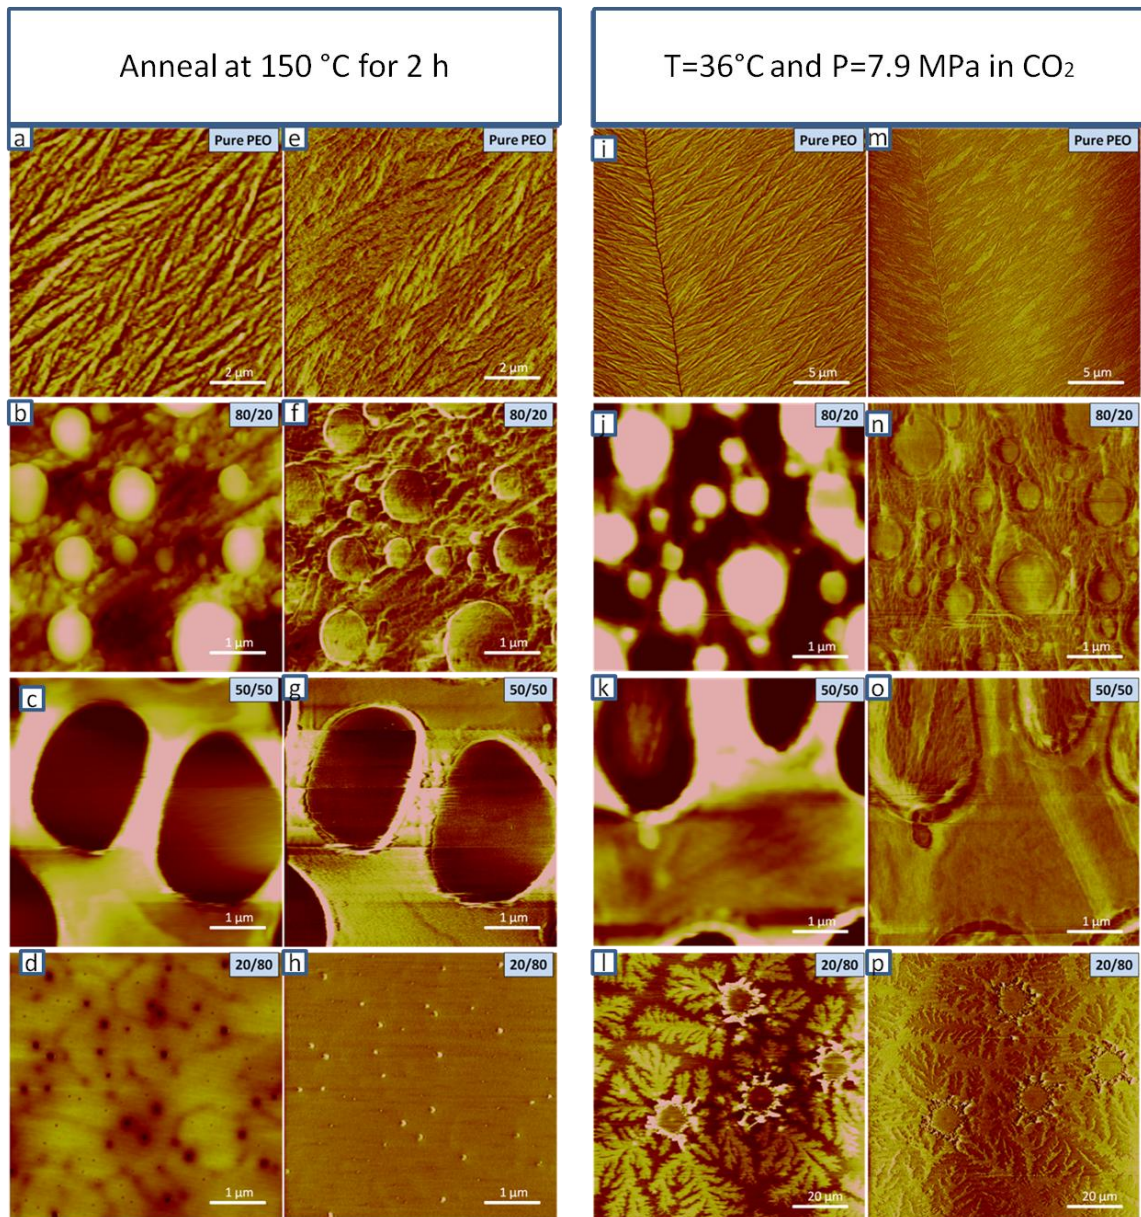 Anneal at 150 °C for 2 h
T=36°C and P=7.9 MPa in CO₂
a Pure PEO e Pure PEO i Pure PEO m Pure PEO
2 µm 2 µm 5 µm 5 µm
b 80/20 f 80/20 j 80/20 n 80/20
1 µm 1 µm 1 µm 1 µm
c 50/50 g 50/50 k 50/50 o 50/50
1 µm 1 µm 1 µm 1 µm
d 20/80 h 20/80 l 20/80 p 20/80
1 µm 1 µm 20 µm 20 µm